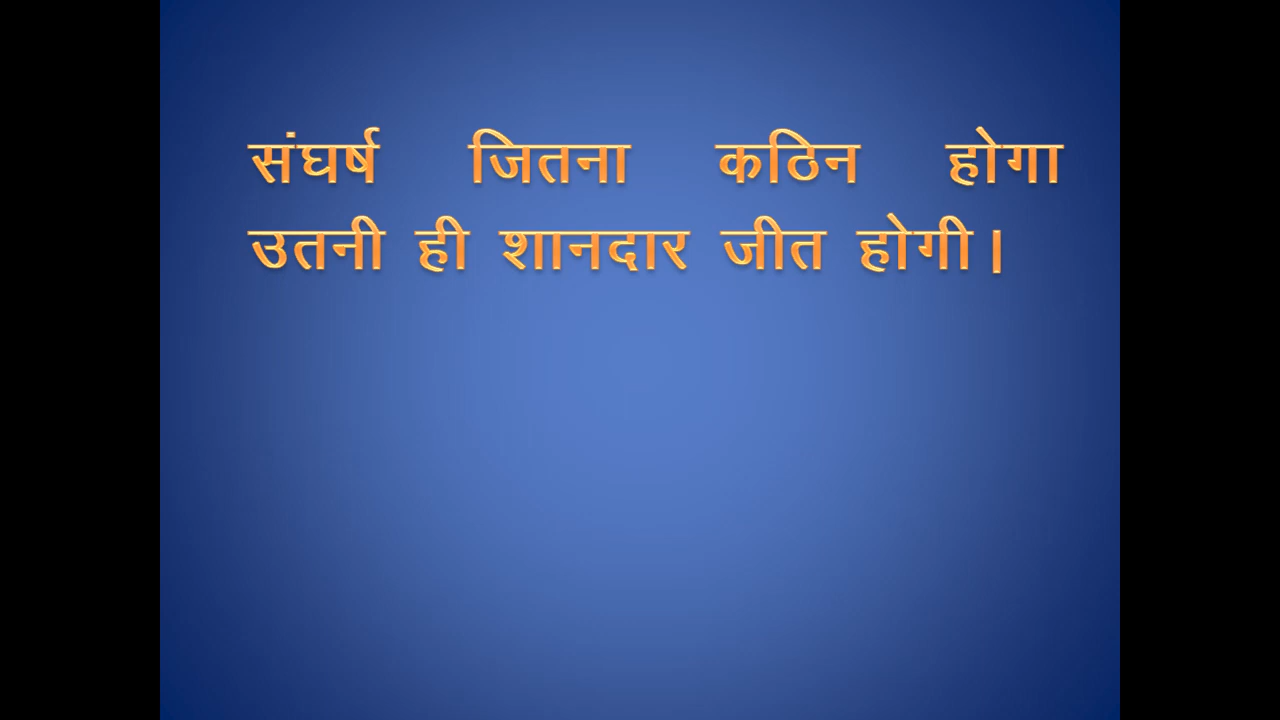 संघर्ष जितना कठिन होगा
उतनी ही शानदार जीत होगी।